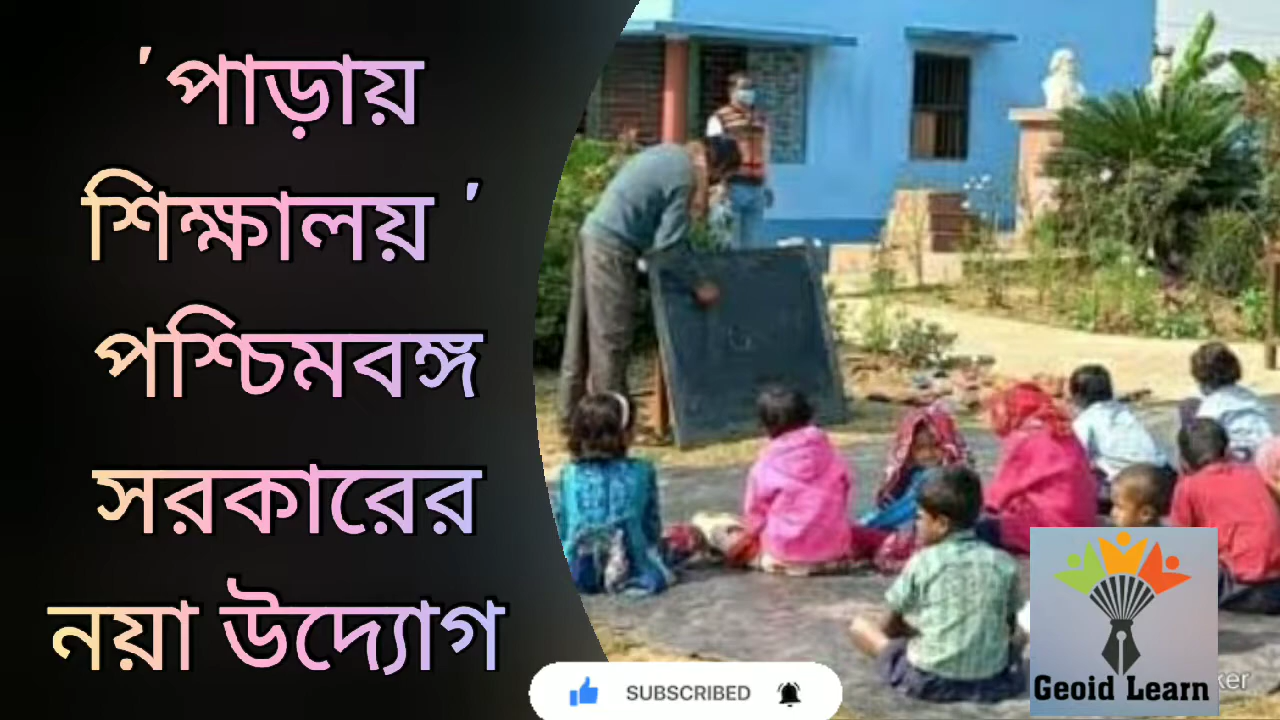 ' পাড়ায়
শিক্ষালয় '
পশ্চিমবঙ্গ
সরকারের
নয়া উদ্যোগ
SUBSCRIBED
Geoid Learn